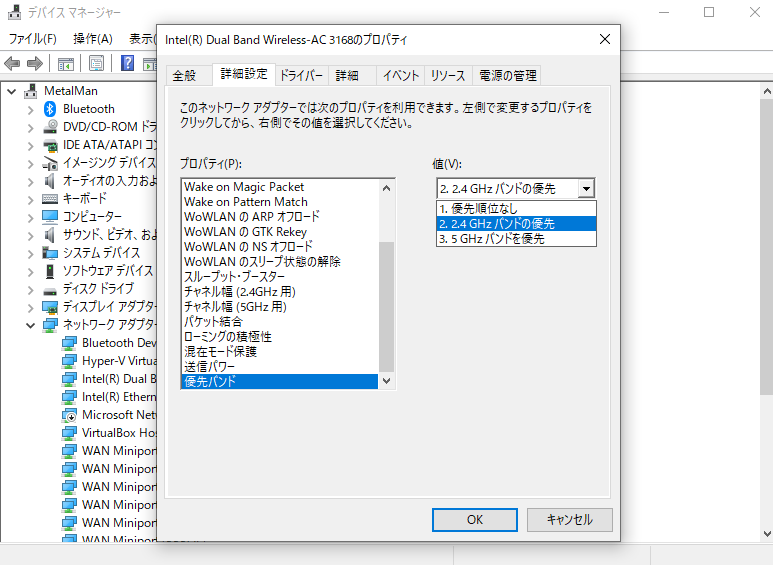 デバイス マネージャー
ファイル(F) 操作(A) 表示(
MetalMan
Bluetooth
DVD/CD-ROM ドラ
IDE ATA/ATAPI コン
イメージング デバイス
オーディオの入力およ
キーボード
コンピューター
サウンド、ビデオ、およ
システム デバイス
ソフトウェア デバイス
ディスク ドライブ
ディスプレイ アダプター
ネットワーク アダプター
Bluetooth Dev
Hyper-V Virtua
Intel(R) Dual B
Intel(R) Ethern
Microsoft Net
VirtualBox Hos
WAN Miniport
WAN Miniport
WAN Miniport
WAN Miniport
WAN Miniport
WAN Miniport
Intel(R) Dual Band Wireless-AC 3168のプロパティ
全般 詳細設定 ドライバー 詳細 イベント リソース 電源の管理
このネットワーク アダプターでは次のプロパティを利用できます。左側で変更するプロパティを
クリックしてから、右側でその値を選択してください。
プロパティ(P):
Wake on Magic Packet
Wake on Pattern Match
WoWLAN の ARP オフロード
WoWLAN の GTK Rekey
WoWLAN の NS オフロード
WoWLAN のスリープ状態の解除
スループット・ブースター
チャネル幅 (2.4GHz 用)
チャネル幅 (5GHz 用)
パケット結合
ローミングの積極性
混在モード保護
送信パワー
優先バンド
値(V):
2. 2.4 GHz バンドの優先
1. 優先順位なし
2. 2.4 GHz バンドの優先
3. 5 GHz バンドを優先
OK キャンセル